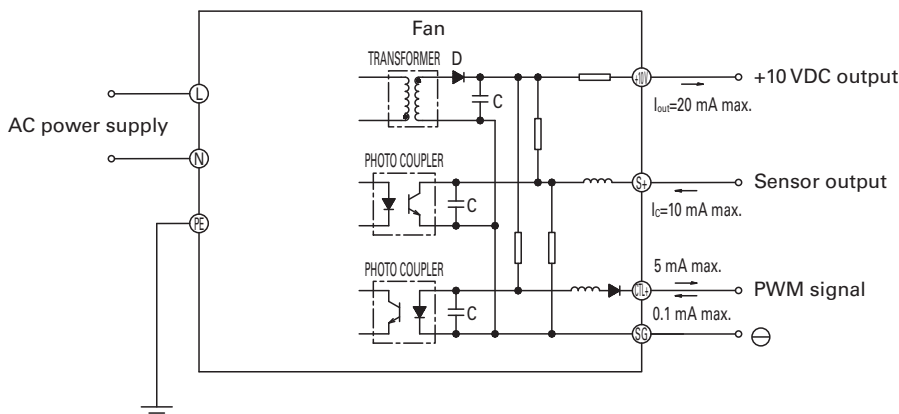 Fan
TRANSFORMER D
C
+10V
+10 VDC output
Iout=20 mA max.
L
AC power supply
N
PHOTO COUPLER
C
S+
Sensor output
Ic=10 mA max.
PE
PHOTO COUPLER
C
5 mA max.
CTL+
PWM signal
0.1 mA max.
SG
⊖